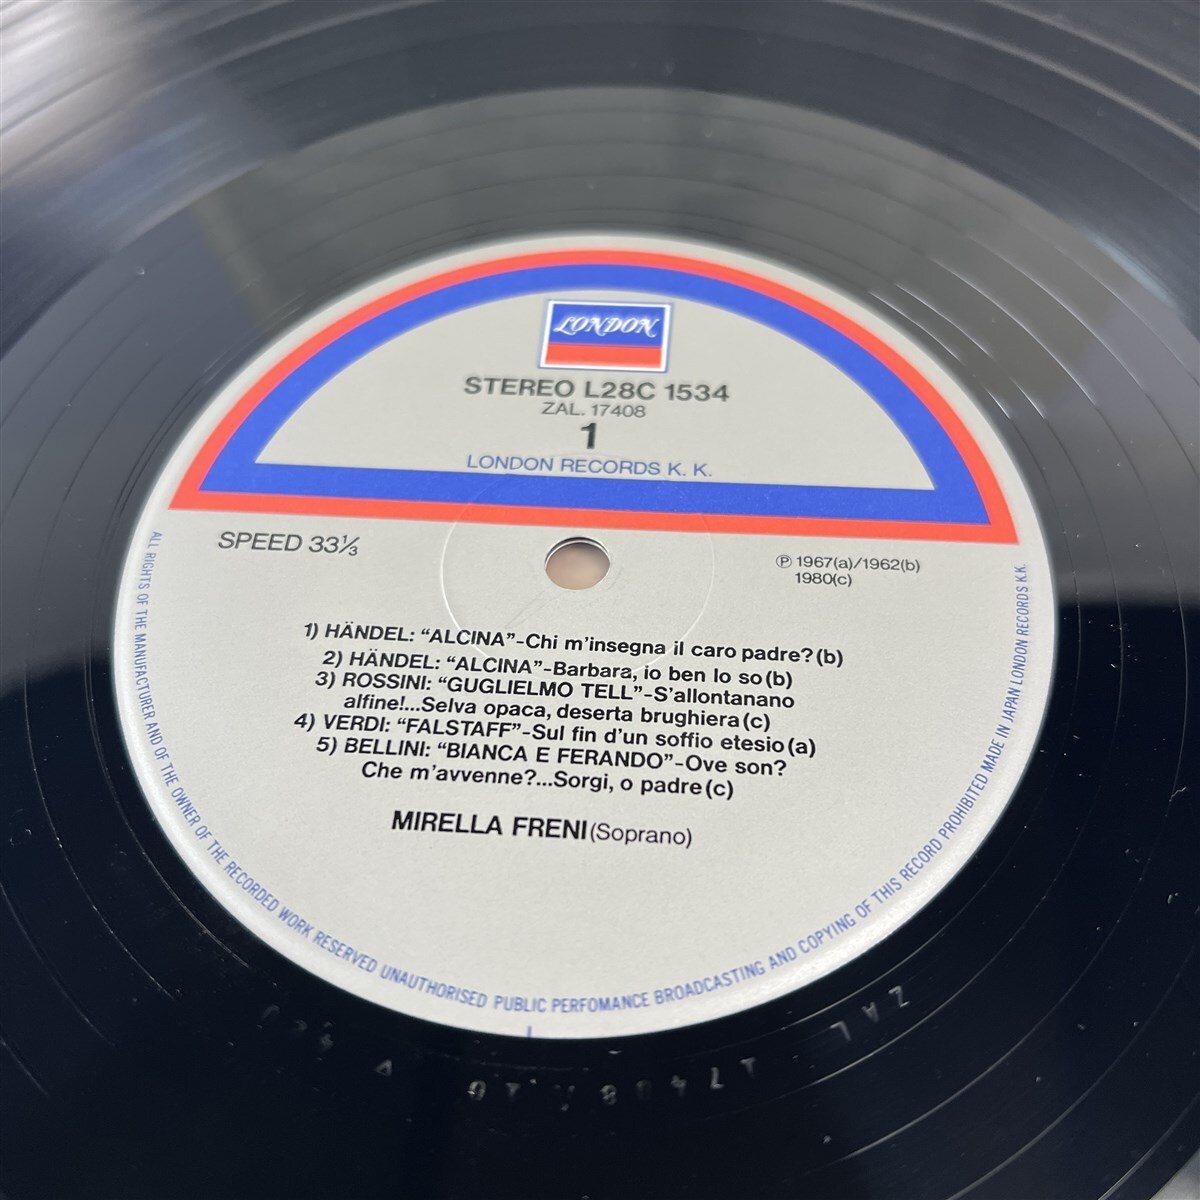 LONDON
STEREO L28C 1534
ZAL. 17408
1
LONDON RECORDS K. K.
SPEED 33⅓
Ⓟ 1967(a)/1962(b)
1980(c)
1) HÄNDEL: “ALCINA”-Chi m'insegna il caro padre?(b)
2) HÄNDEL: “ALCINA”-Barbara, io ben lo so(b)
3) ROSSINI: “GUGLIELMO TELL”-S'allontanano
alfine!...Selva opaca, deserta brughiera(c)
4) VERDI: “FALSTAFF”-Sul fin d'un soffio etesio(a)
5) BELLINI: “BIANCA E FERANDO”-Ove son?
Che m'avvenne?...Sorgi, o padre(c)
MIRELLA FRENI(Soprano)
ALL RIGHTS OF THE MANUFACTURER AND OF THE OWNER OF THE RECORDED WORK RESERVED UNAUTHORISED PUBLIC PERFOMANCE BROADCASTING AND COPYING OF THIS RECORD PROHIBITED MADE IN JAPAN LONDON RECORDS K.K.
ZAL 17408